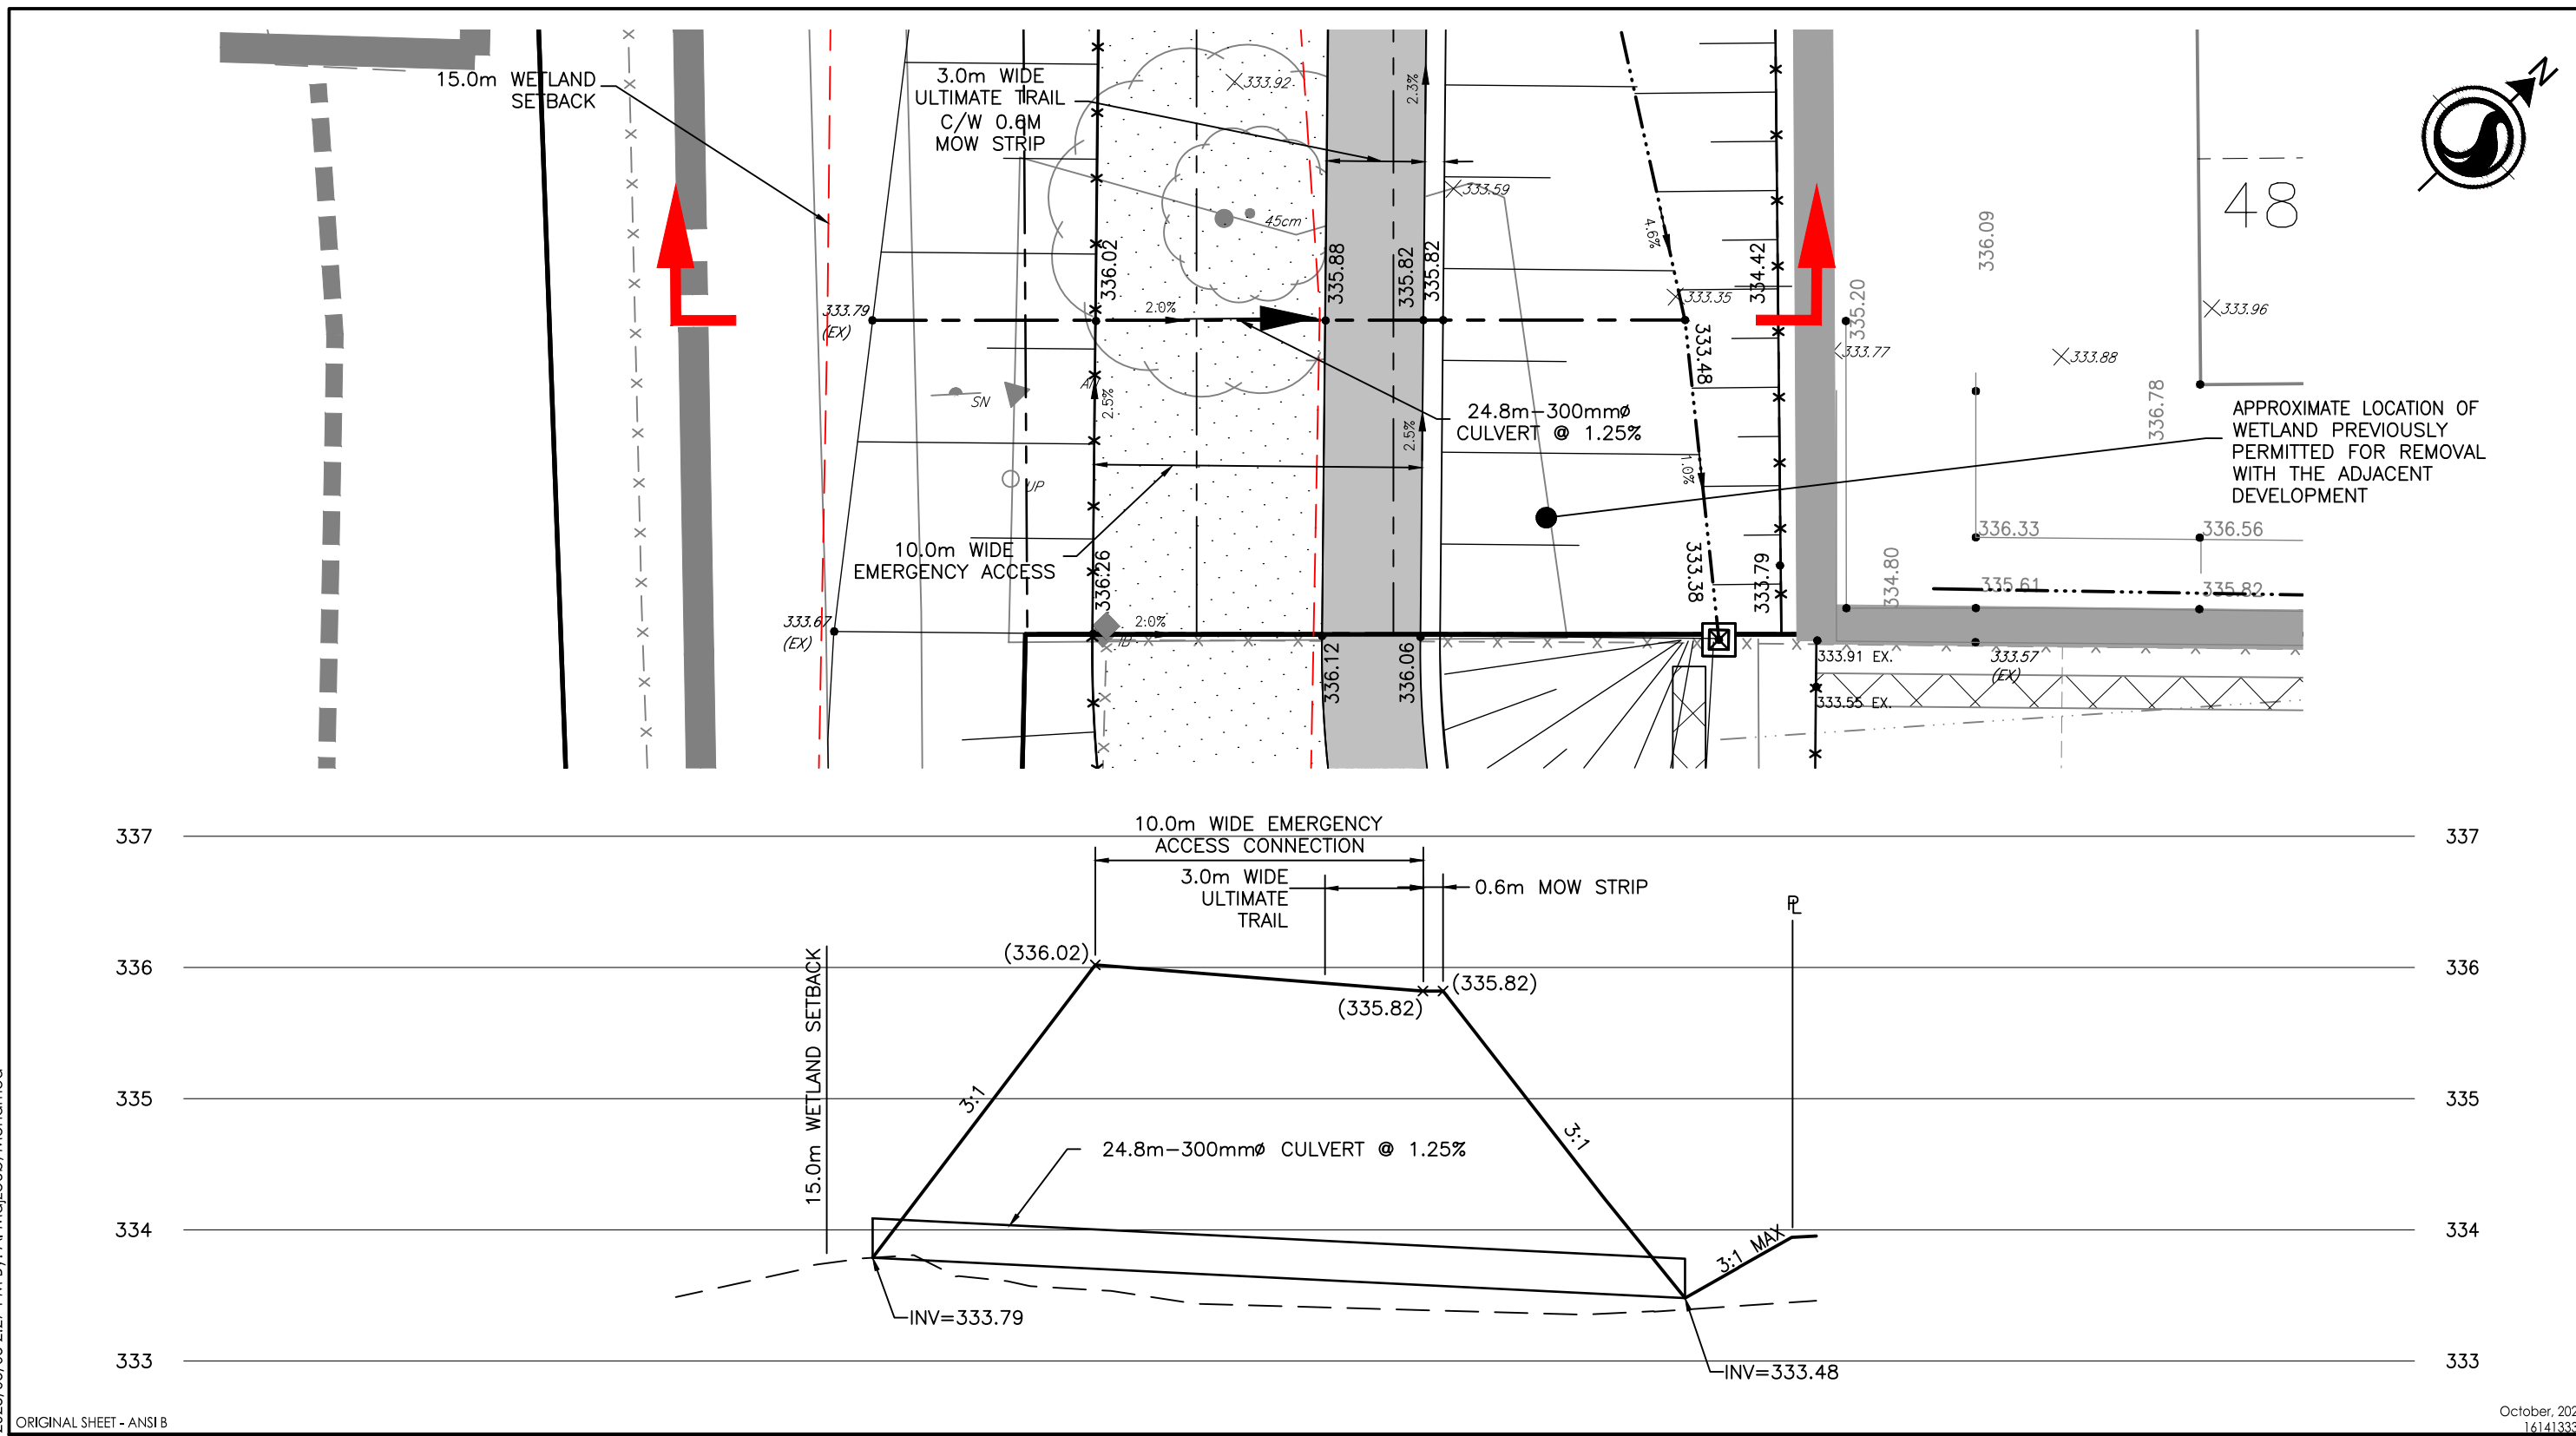 15.0m WETLAND
SETBACK
3.0m WIDE
ULTIMATE TRAIL
C/W 0.6M
MOW STRIP
333.92
2.3%
N
48
333.59
45cm
4.6%
336.02
335.88
335.82
335.82
334.42
336.09
335.20
333.79
(EX)
2.0%
333.35
333.96
333.48
333.77
333.88
SN
2.5%
24.8m-300mmø
CULVERT @ 1.25%
2.5%
336.78
APPROXIMATE LOCATION OF
WETLAND PREVIOUSLY
PERMITTED FOR REMOVAL
WITH THE ADJACENT
DEVELOPMENT
1.0%
UP
10.0m WIDE
EMERGENCY ACCESS
336.26
333.38
333.79
334.80
336.33
336.56
335.61
335.82
333.67
(EX)
2.0%
336.12
336.06
333.91 EX.
333.57
(EX)
333.55 EX.
337
10.0m WIDE EMERGENCY
ACCESS CONNECTION
337
3.0m WIDE
ULTIMATE
TRAIL
0.6m MOW STRIP
PL
336
15.0m WETLAND SETBACK
(336.02)
(335.82)
(335.82)
336
335
3:1
3:1
335
24.8m-300mmø CULVERT @ 1.25%
334
3:1 MAX
334
INV=333.79
333
INV=333.48
333
ORIGINAL SHEET - ANSI B
October, 202
16141333